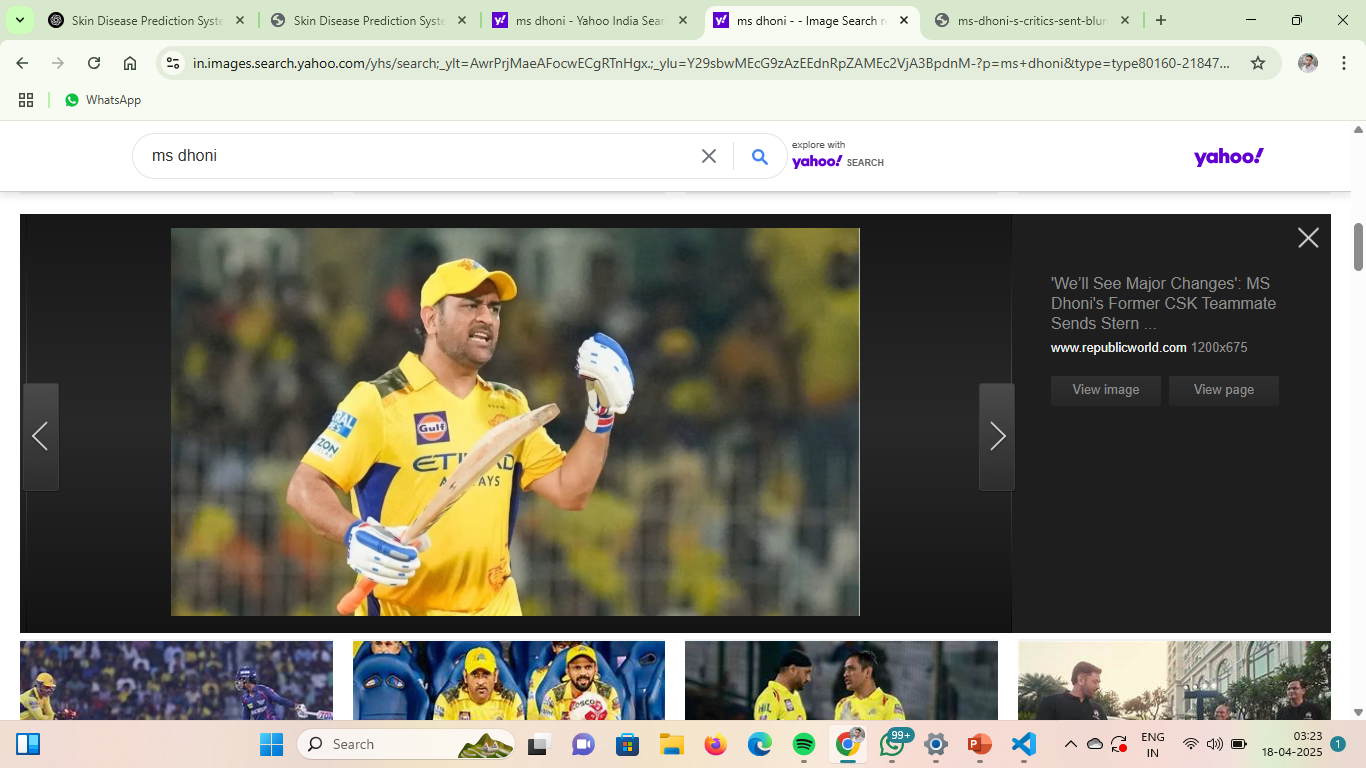 Skin Disease Prediction Syste
Skin Disease Prediction Syste
ms dhoni - Yahoo India Sear
ms dhoni - - Image Search re
ms-dhoni-s-critics-sent-blun
in.images.search.yahoo.com/yhs/search;_ylt=AwrPrjMaeAFocwECgRTnHgx.;_ylu=Y29sbwMEcG9zAzEEdnRpZAMEc2VjA3BpdnM-?p=ms+dhoni&type=type80160-21847...
WhatsApp
ms dhoni
explore with
yahoo! SEARCH
yahoo!
'We'll See Major Changes': MS
Dhoni's Former CSK Teammate
Sends Stern ...
www.republicworld.com 1200x675
View image
View page
Gulf
ETIHAD
AIRWAYS
Search
99+
ENG
IN
03:23
18-04-2025
1